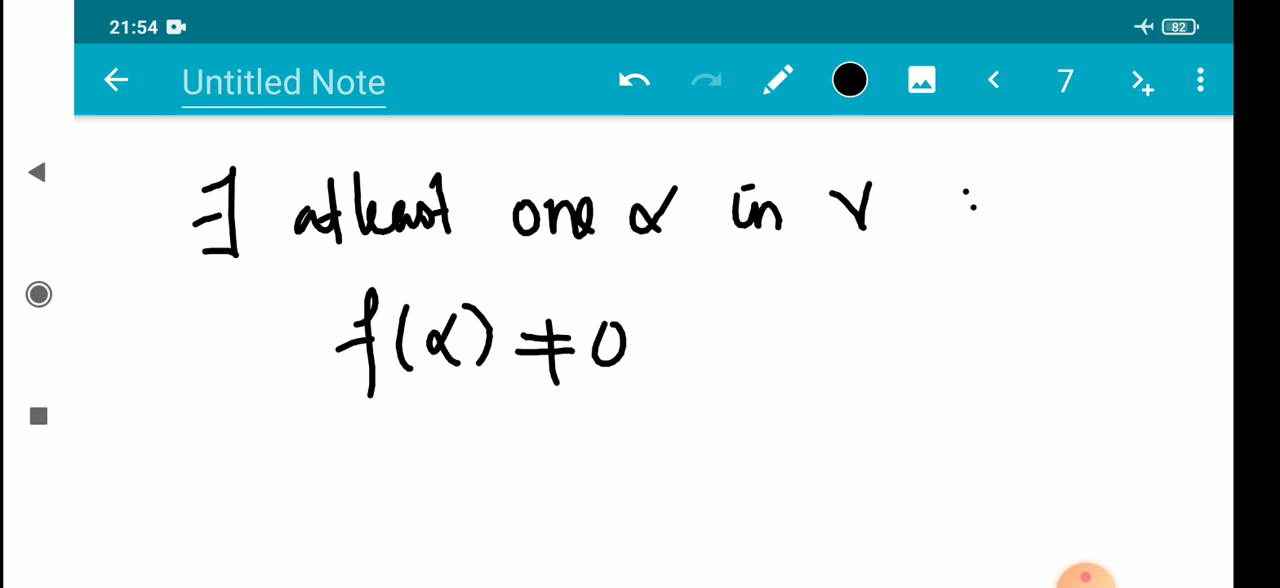 21:54 82
Untitled Note 7
∃ atleast one α in V :
f(α) ≠ 0